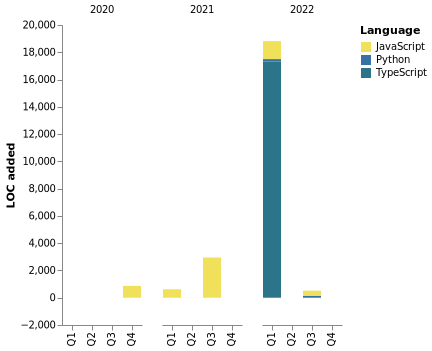 2020 2021 2022
Language
JavaScript
Python
TypeScript
20,000
18,000
16,000
14,000
12,000
10,000
8,000
6,000
4,000
2,000
0
−2,000
LOC added
Q1 Q2 Q3 Q4 Q1 Q2 Q3 Q4 Q1 Q2 Q3 Q4